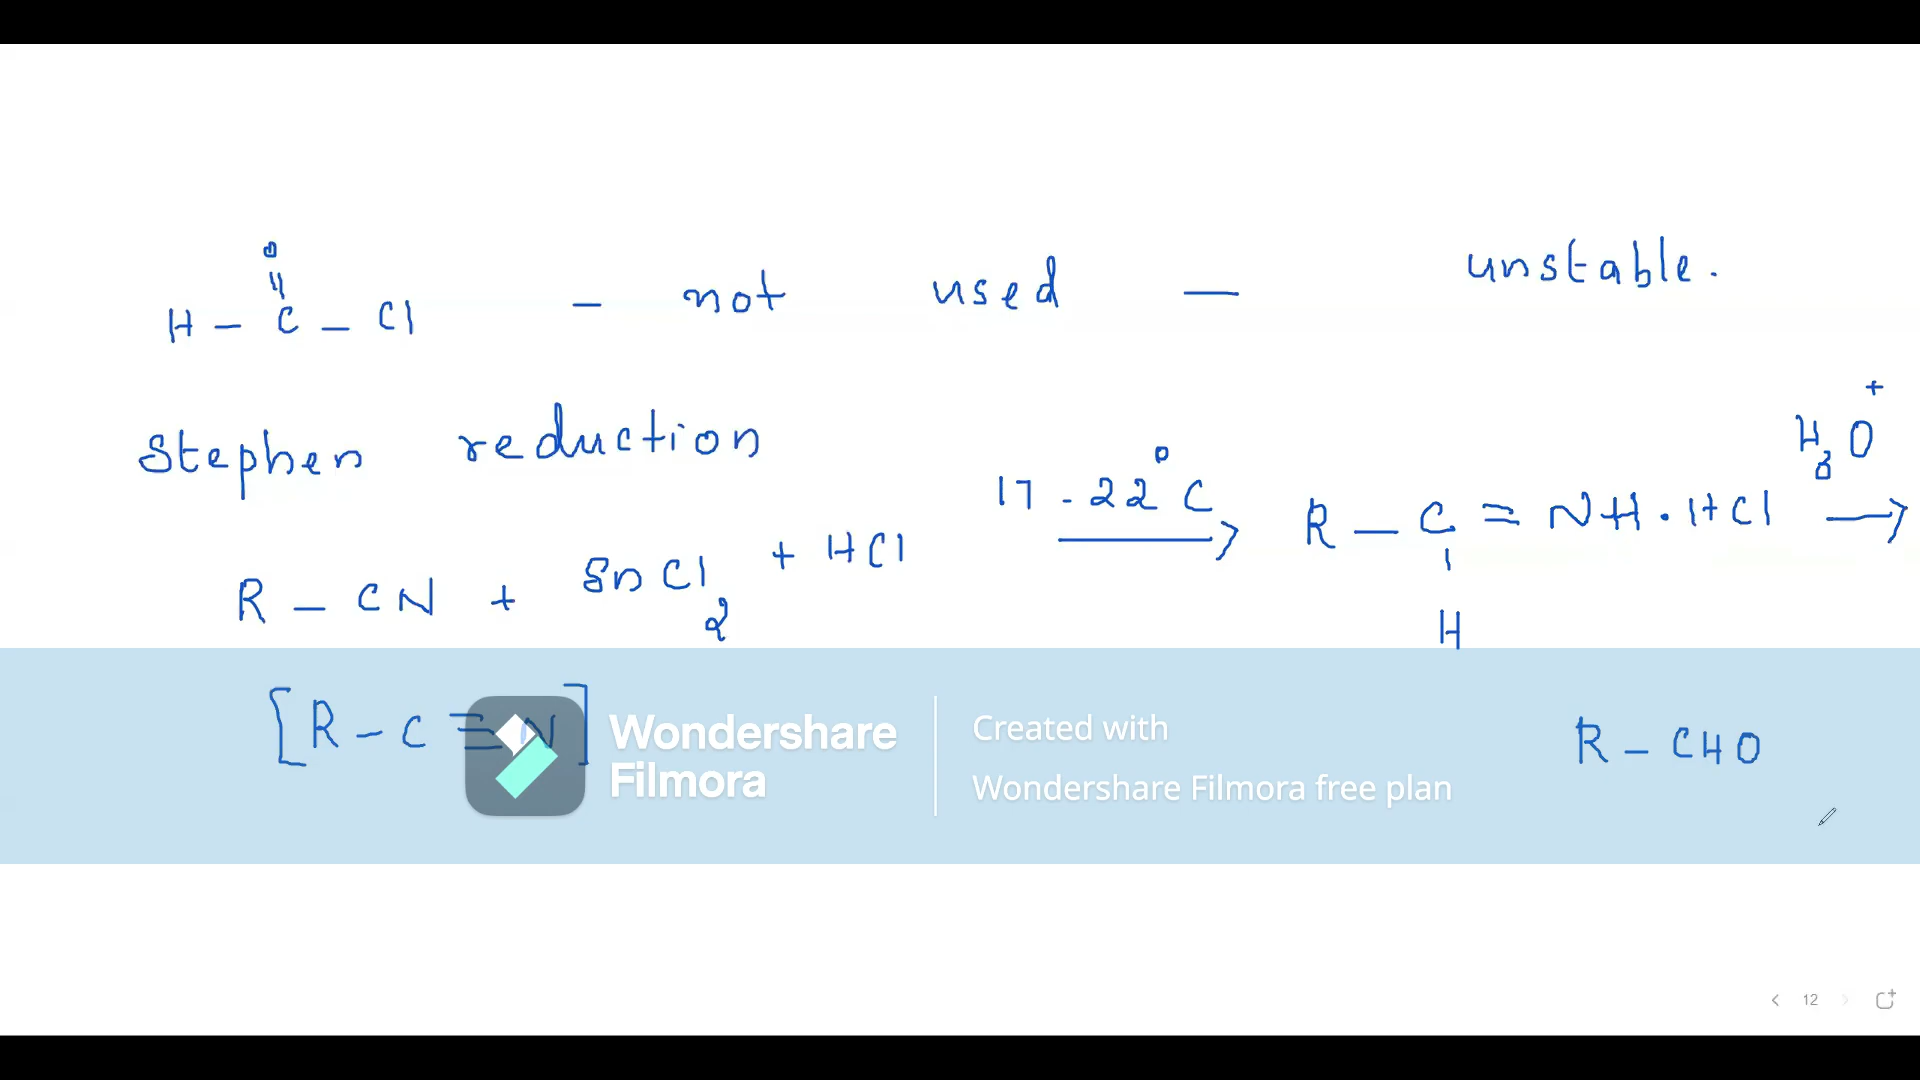 O
||
H - C - Cl - not used — unstable.
Stephen reduction
R - CN + SnCl2 + HCl 17 - 22°C → R - C = NH . HCl H3O+ →
|
H
[R - C ≡ N]
R - CHO
Wondershare Filmora
Created with
Wondershare Filmora free plan
12